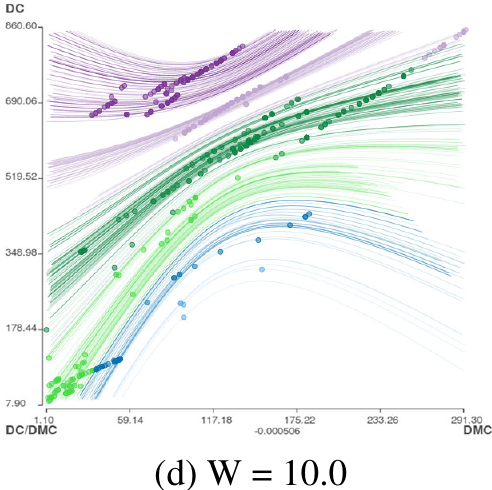 DC
860.60
690.06
519.52
348.98
178.44
7.90
1.10 59.14 117.18 175.22 233.26 291.30
DC/DMC -0.000506 DMC
(d) W = 10.0